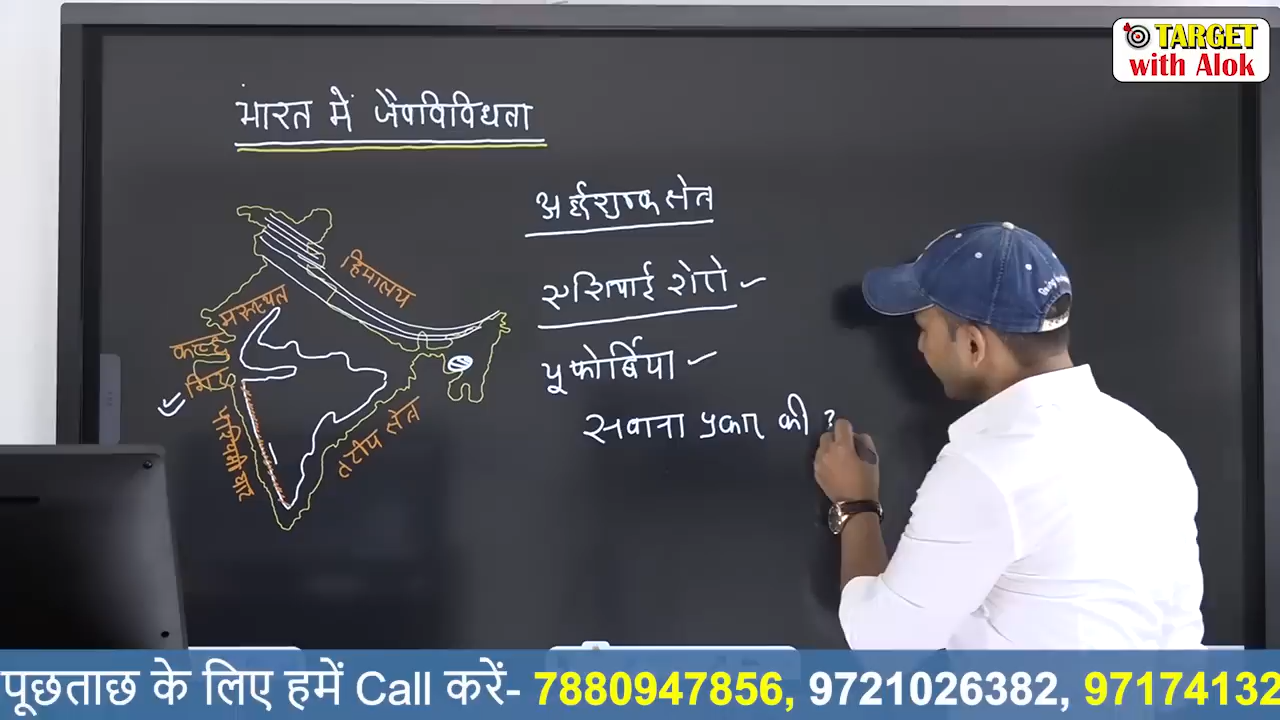 TARGET
with Alok
भारत में जैवविविधता
अर्द्धशुष्क क्षेत्र
एशियाई शेरो
यूफोर्बिया
सवाना प्रकार की
हिमालय
मरुस्थल
कच्छ
गिर
पश्चिमी घाट
तटीय क्षेत्र
पूछताछ के लिए हमें Call करें- 7880947856, 9721026382, 97174132